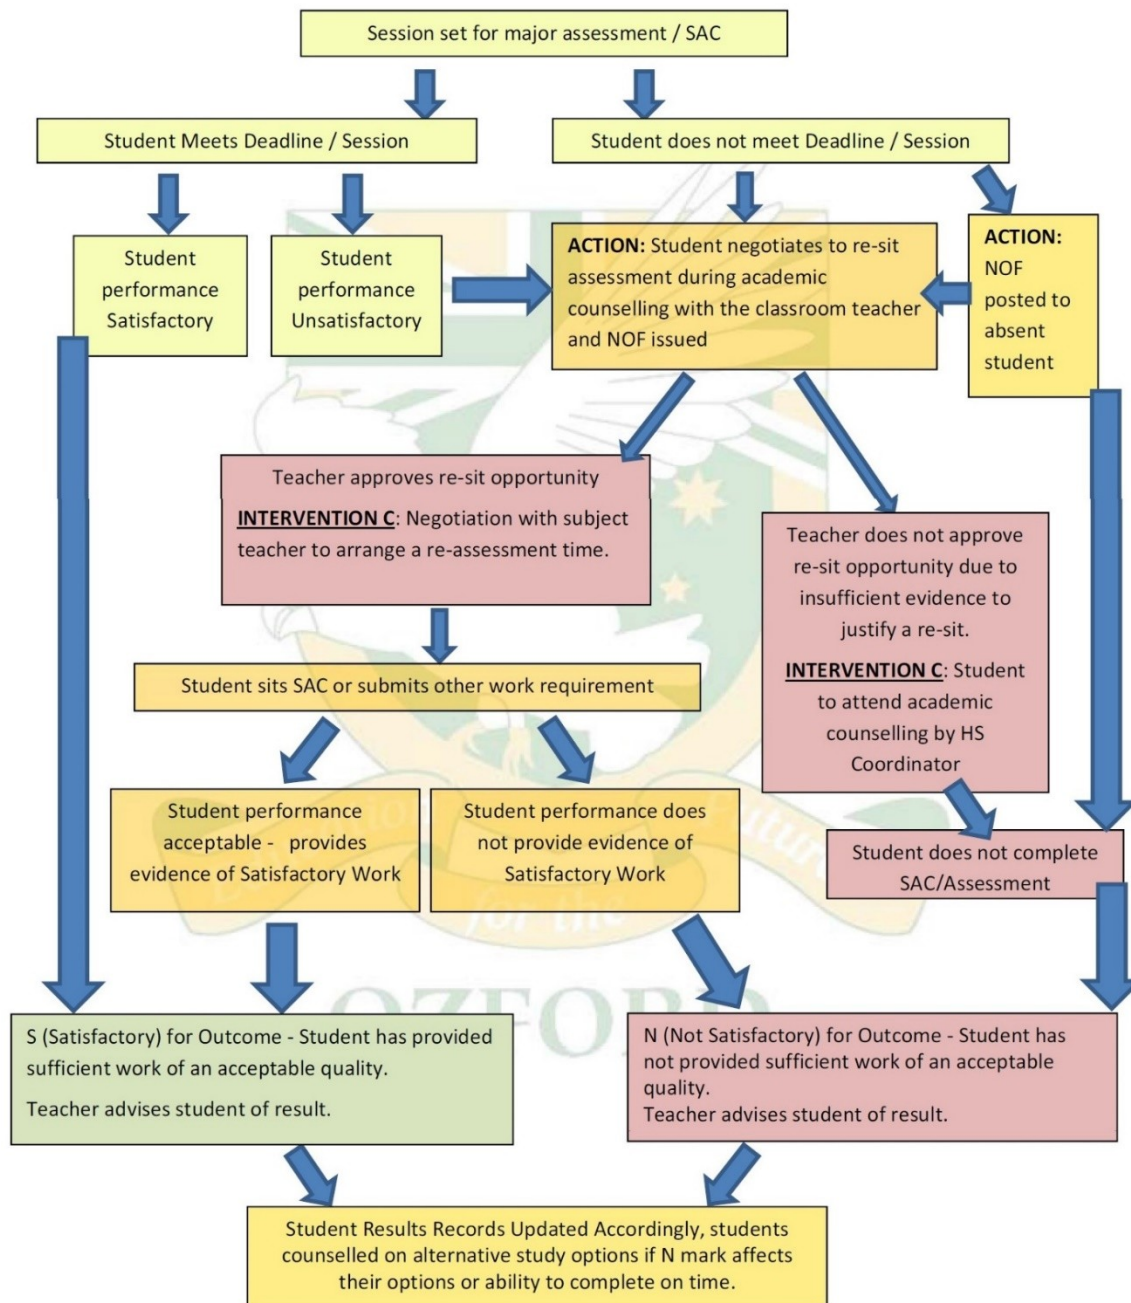 Session set for major assessment / SAC
Student Meets Deadline / Session
Student does not meet Deadline / Session
Student
performance
Satisfactory
Student
performance
Unsatisfactory
ACTION: Student negotiates to re-sit
assessment during academic
counselling with the classroom teacher
and NOF issued
ACTION:
NOF
posted to
absent
student
Teacher approves re-sit opportunity
INTERVENTION C: Negotiation with subject
teacher to arrange a re-assessment time.
Teacher does not approve
re-sit opportunity due to
insufficient evidence to
justify a re-sit.
INTERVENTION C: Student
to attend academic
counselling by HS
Coordinator
Student sits SAC or submits other work requirement
Student performance
acceptable - provides
evidence of Satisfactory Work
Student performance does
not provide evidence of
Satisfactory Work
Student does not complete
SAC/Assessment
for the
OZFORD
S (Satisfactory) for Outcome - Student has provided
sufficient work of an acceptable quality.
Teacher advises student of result.
N (Not Satisfactory) for Outcome - Student has
not provided sufficient work of an acceptable
quality.
Teacher advises student of result.
Student Results Records Updated Accordingly, students
counselled on alternative study options if N mark affects
their options or ability to complete on time.